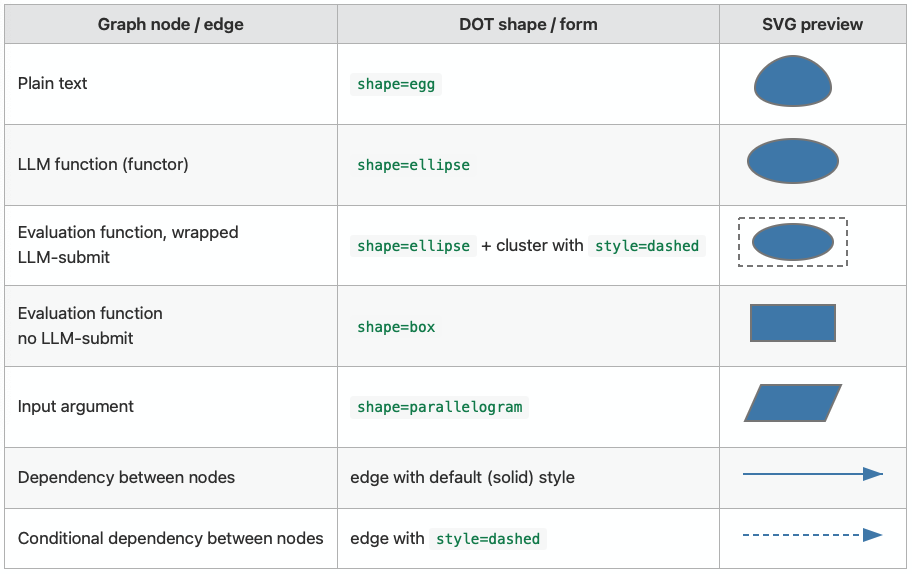 Graph node / edge DOT shape / form SVG preview
Plain text shape=egg
LLM function (functor) shape=ellipse
Evaluation function, wrapped
LLM-submit shape=ellipse + cluster with style=dashed
Evaluation function
no LLM-submit shape=box
Input argument shape=parallelogram
Dependency between nodes edge with default (solid) style
Conditional dependency between nodes edge with style=dashed